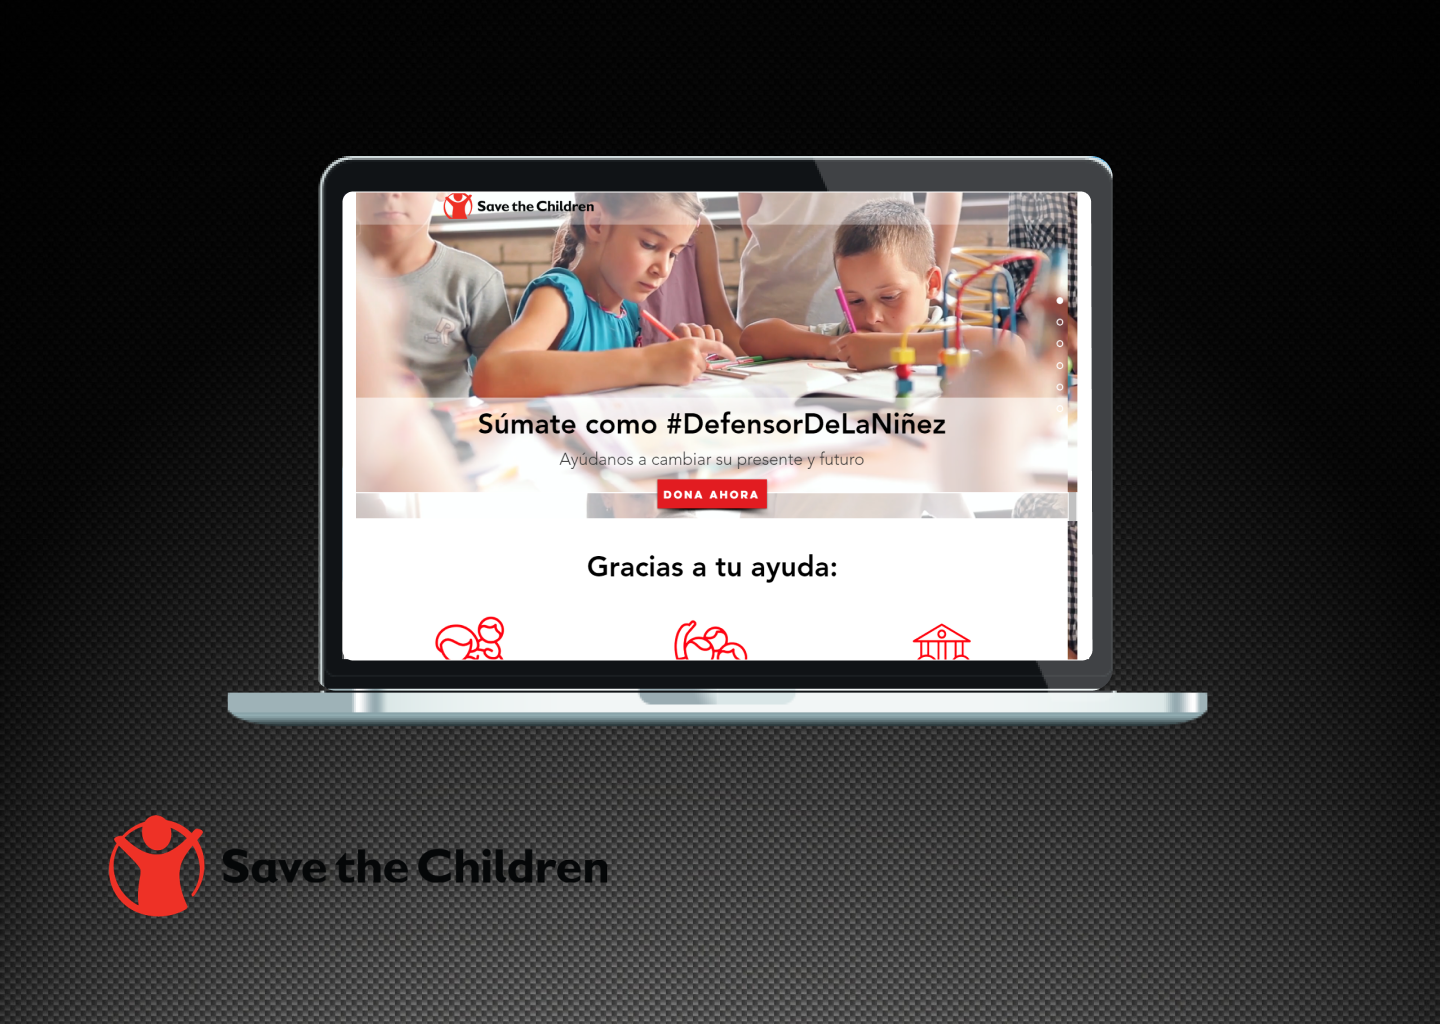 Save the Children
Súmate como #DefensorDeLaNiñez
Ayúdanos a cambiar su presente y futuro
DONA AHORA
Gracias a tu ayuda:
Save the Children